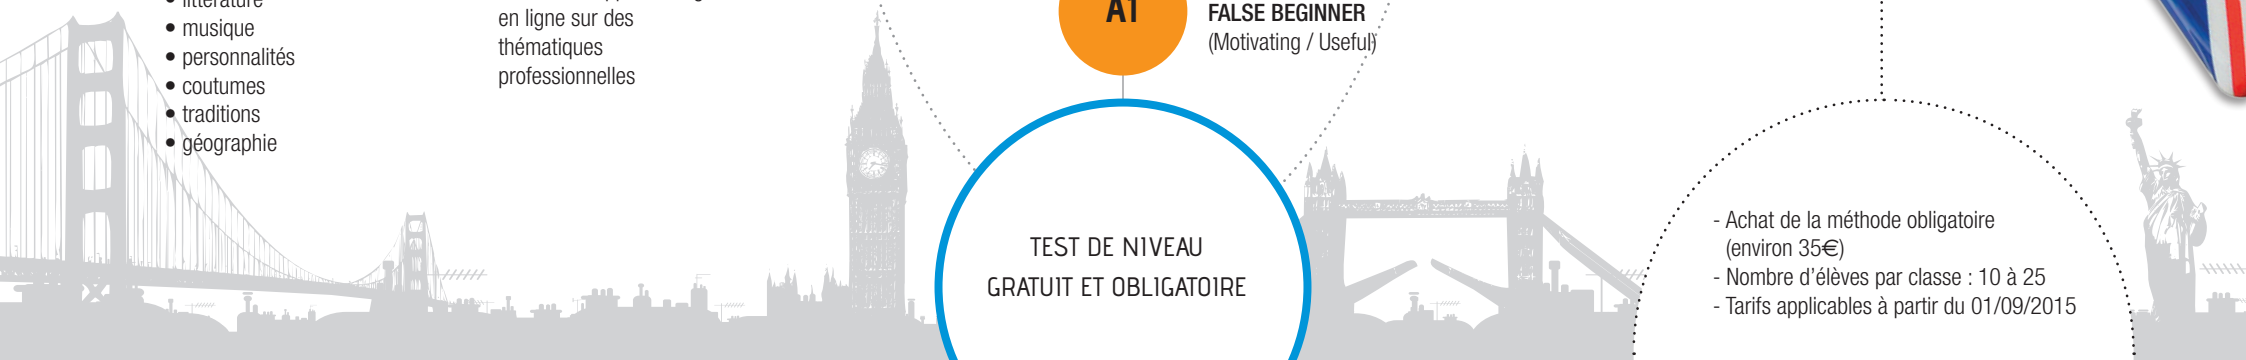 littérature
• musique
• personnalités
• coutumes
• traditions
• géographie
en ligne sur des
thématiques
professionnelles
A1
FALSE BEGINNER
(Motivating / Useful)
TEST DE NIVEAU
GRATUIT ET OBLIGATOIRE
- Achat de la méthode obligatoire
(environ 35€)
- Nombre d’élèves par classe : 10 à 25
- Tarifs applicables à partir du 01/09/2015